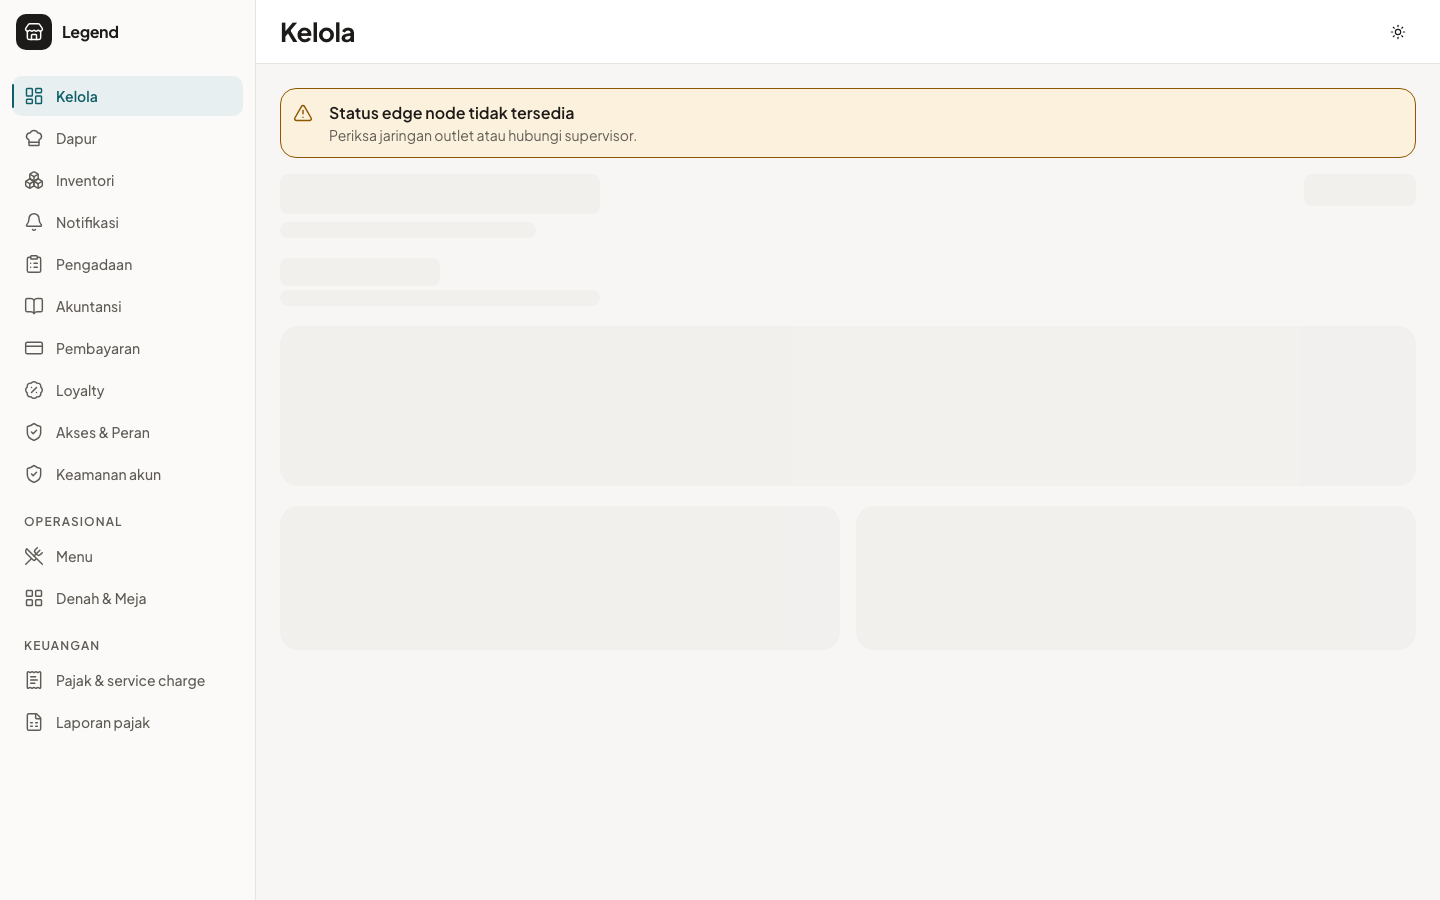 Legend
Kelola
Dapur
Inventori
Notifikasi
Pengadaan
Akuntansi
Pembayaran
Loyalty
Akses & Peran
Keamanan akun
OPERASIONAL
Menu
Denah & Meja
KEUANGAN
Pajak & service charge
Laporan pajak
Kelola
Status edge node tidak tersedia
Periksa jaringan outlet atau hubungi supervisor.